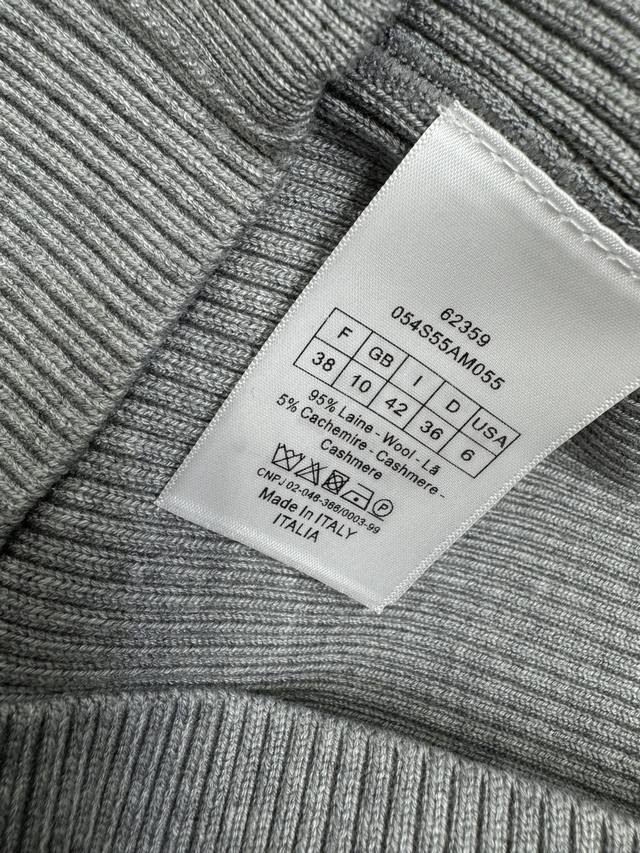 62359
054S55AM055
F GB I D USA
38 10 42 36 6
95% Laine - Wool - Lã
5% Cachemire - Cashmere -
Cashmere
CNPJ 02-046-366/0003-99
Made In ITALY
ITALIA